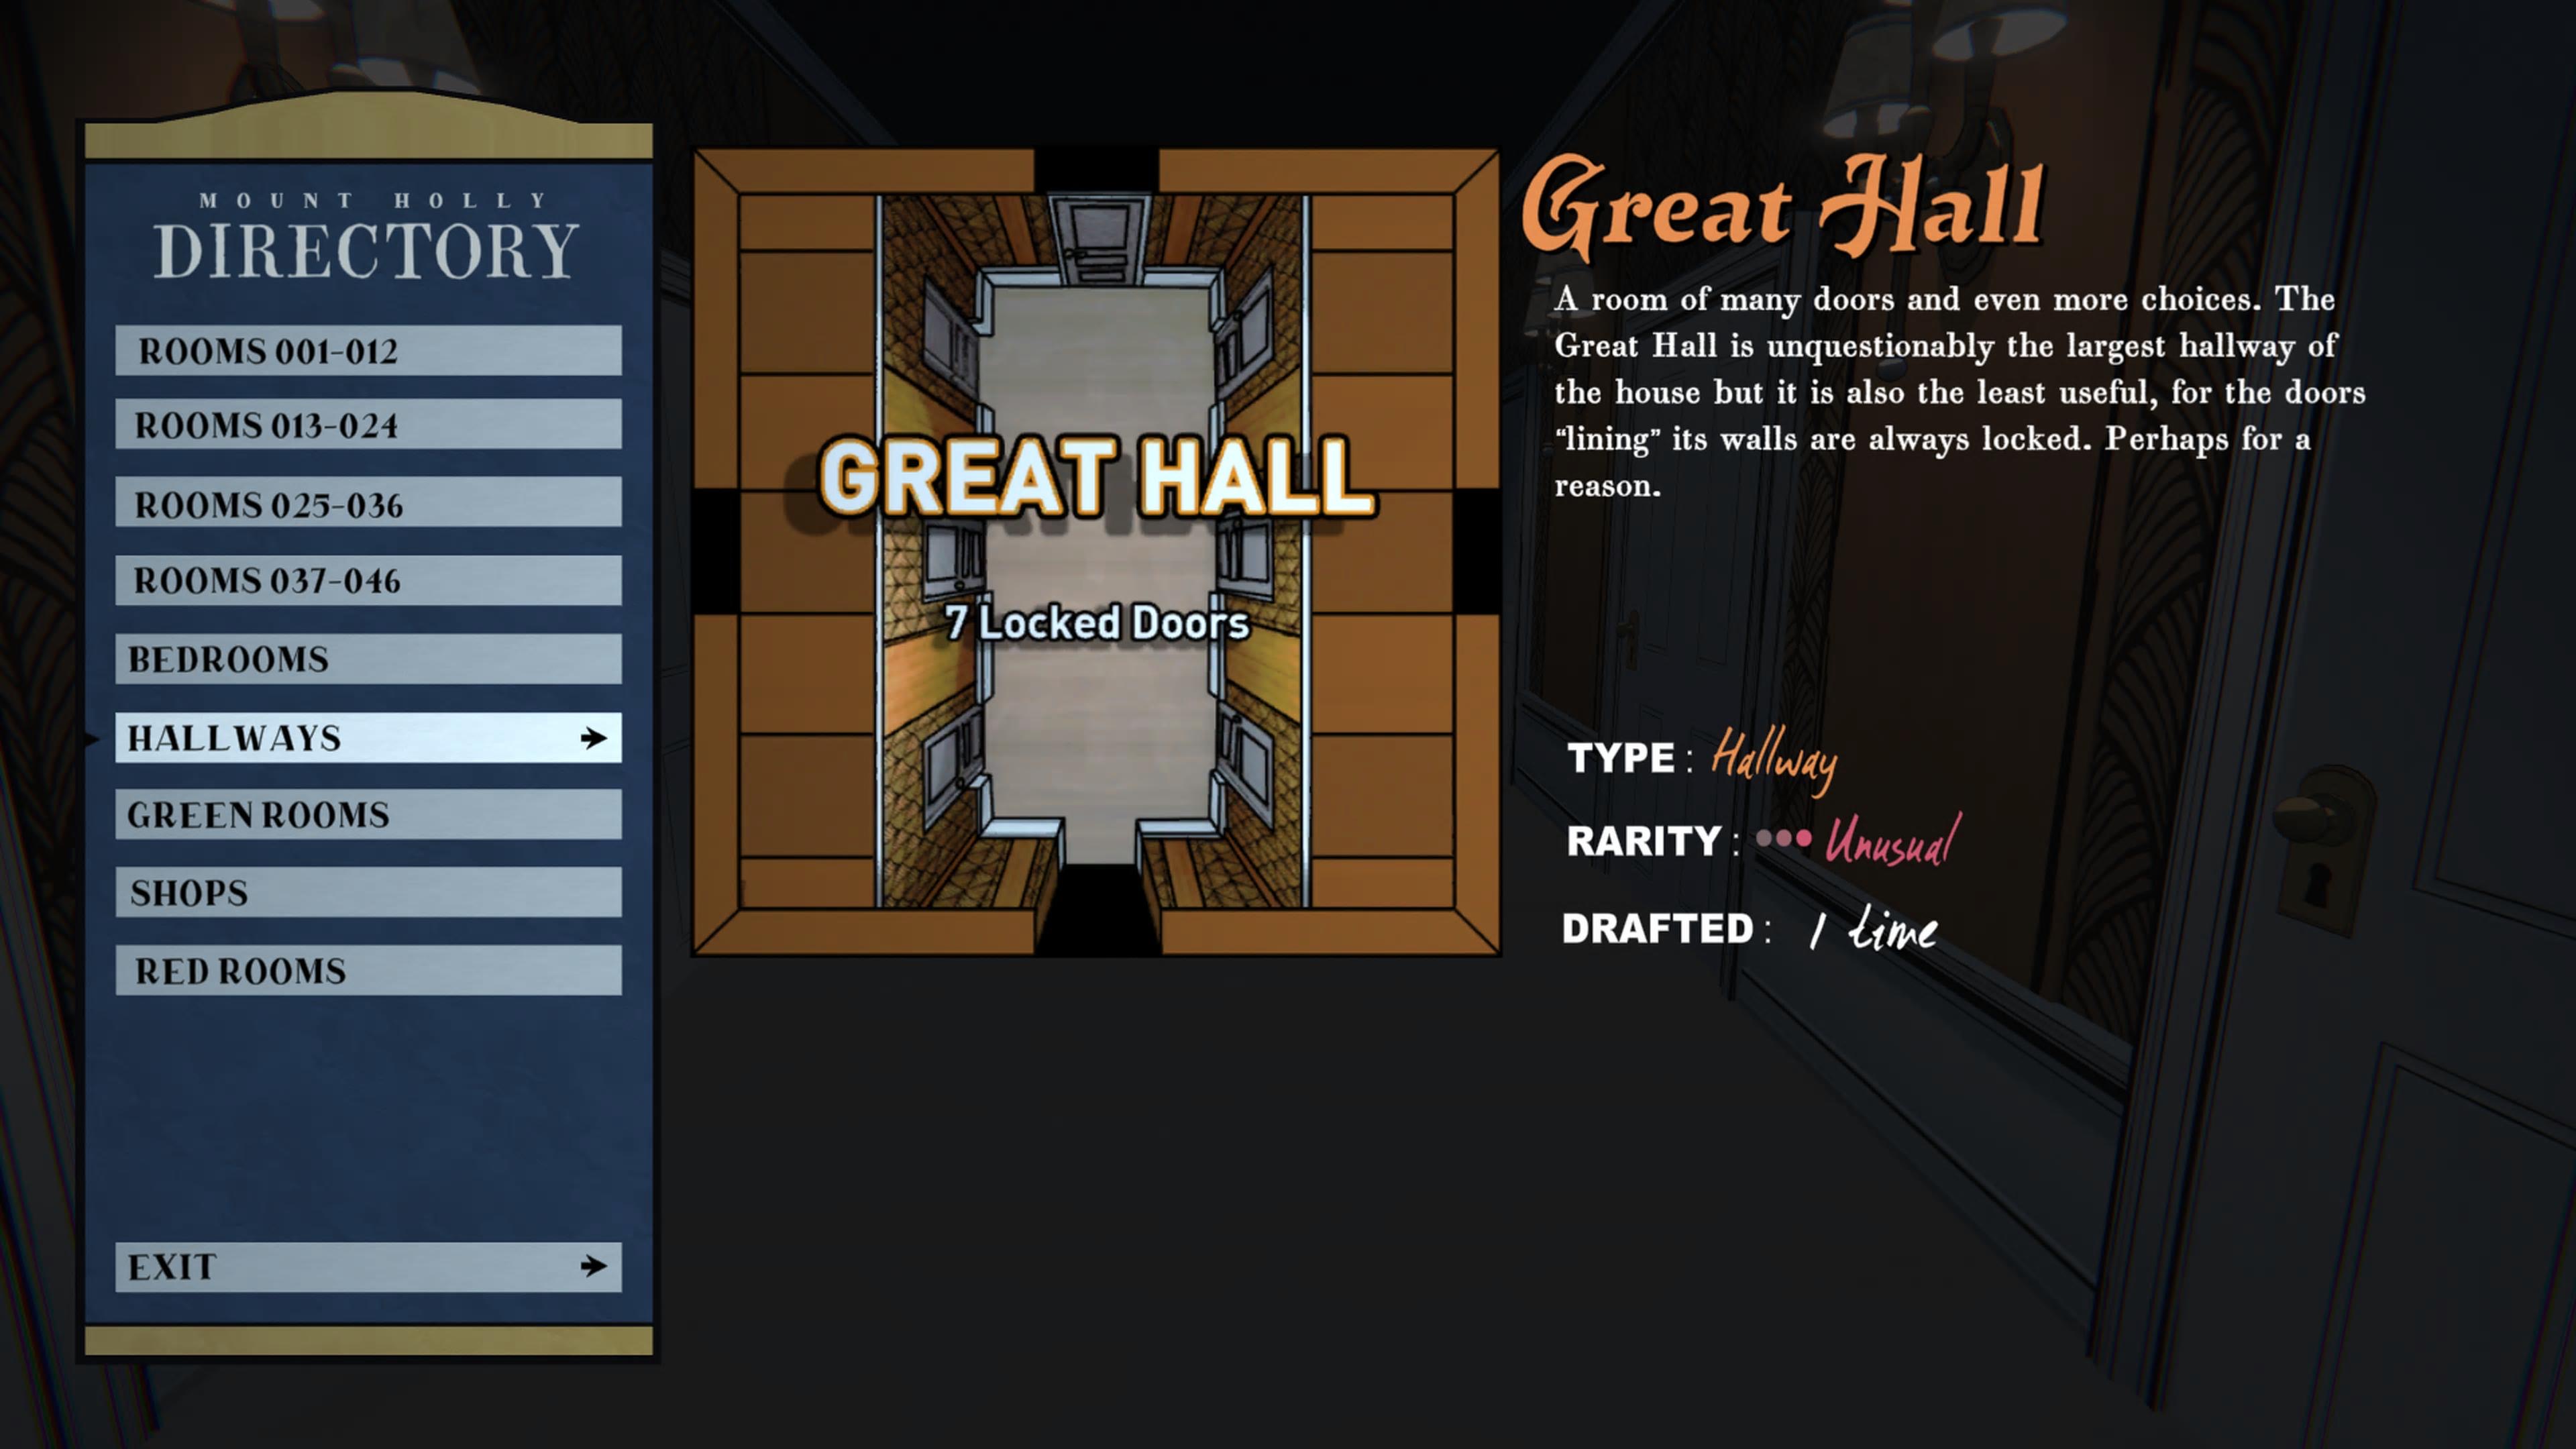 MOUNT HOLLY
DIRECTORY
ROOMS 001-012
ROOMS 013-024
ROOMS 025-036
ROOMS 037-046
BEDROOMS
HALLWAYS
GREEN ROOMS
SHOPS
RED ROOMS
EXIT
GREAT HALL
7 Locked Doors
Great Hall
A room of many doors and even more choices. The
Great Hall is unquestionably the largest hallway of
the house but it is also the least useful, for the doors
“lining” its walls are always locked. Perhaps for a
reason.
TYPE : Hallway
RARITY : Unusual
DRAFTED : 1 time